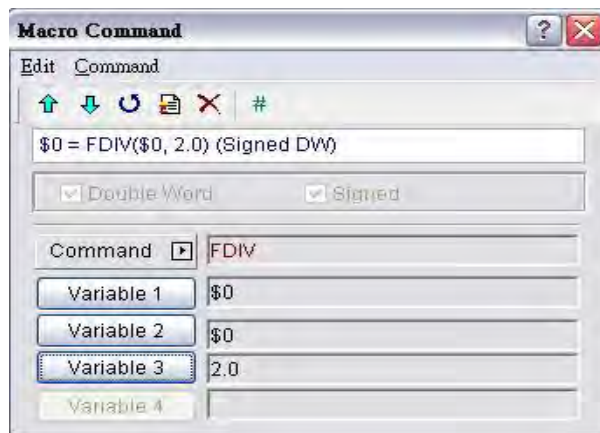 Macro Command
Edit Command
#
$0 = FDIV($0, 2.0) (Signed DW)
Double Word Signed
Command FDIV
Variable 1 $0
Variable 2 $0
Variable 3 2.0
Variable 4